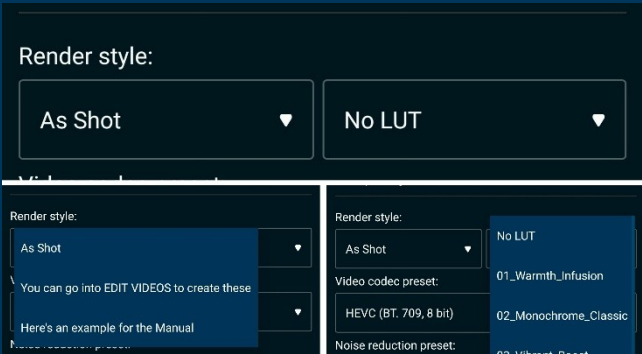 Render style:
As Shot
No LUT
Render style:
As Shot
You can go into EDIT VIDEOS to create these
Here's an example for the Manual
Render style:
As Shot
No LUT
01_Warmth_Infusion
Video codec preset:
HEVC (BT. 709, 8 bit)
02_Monochrome_Classic
Noise reduction preset: